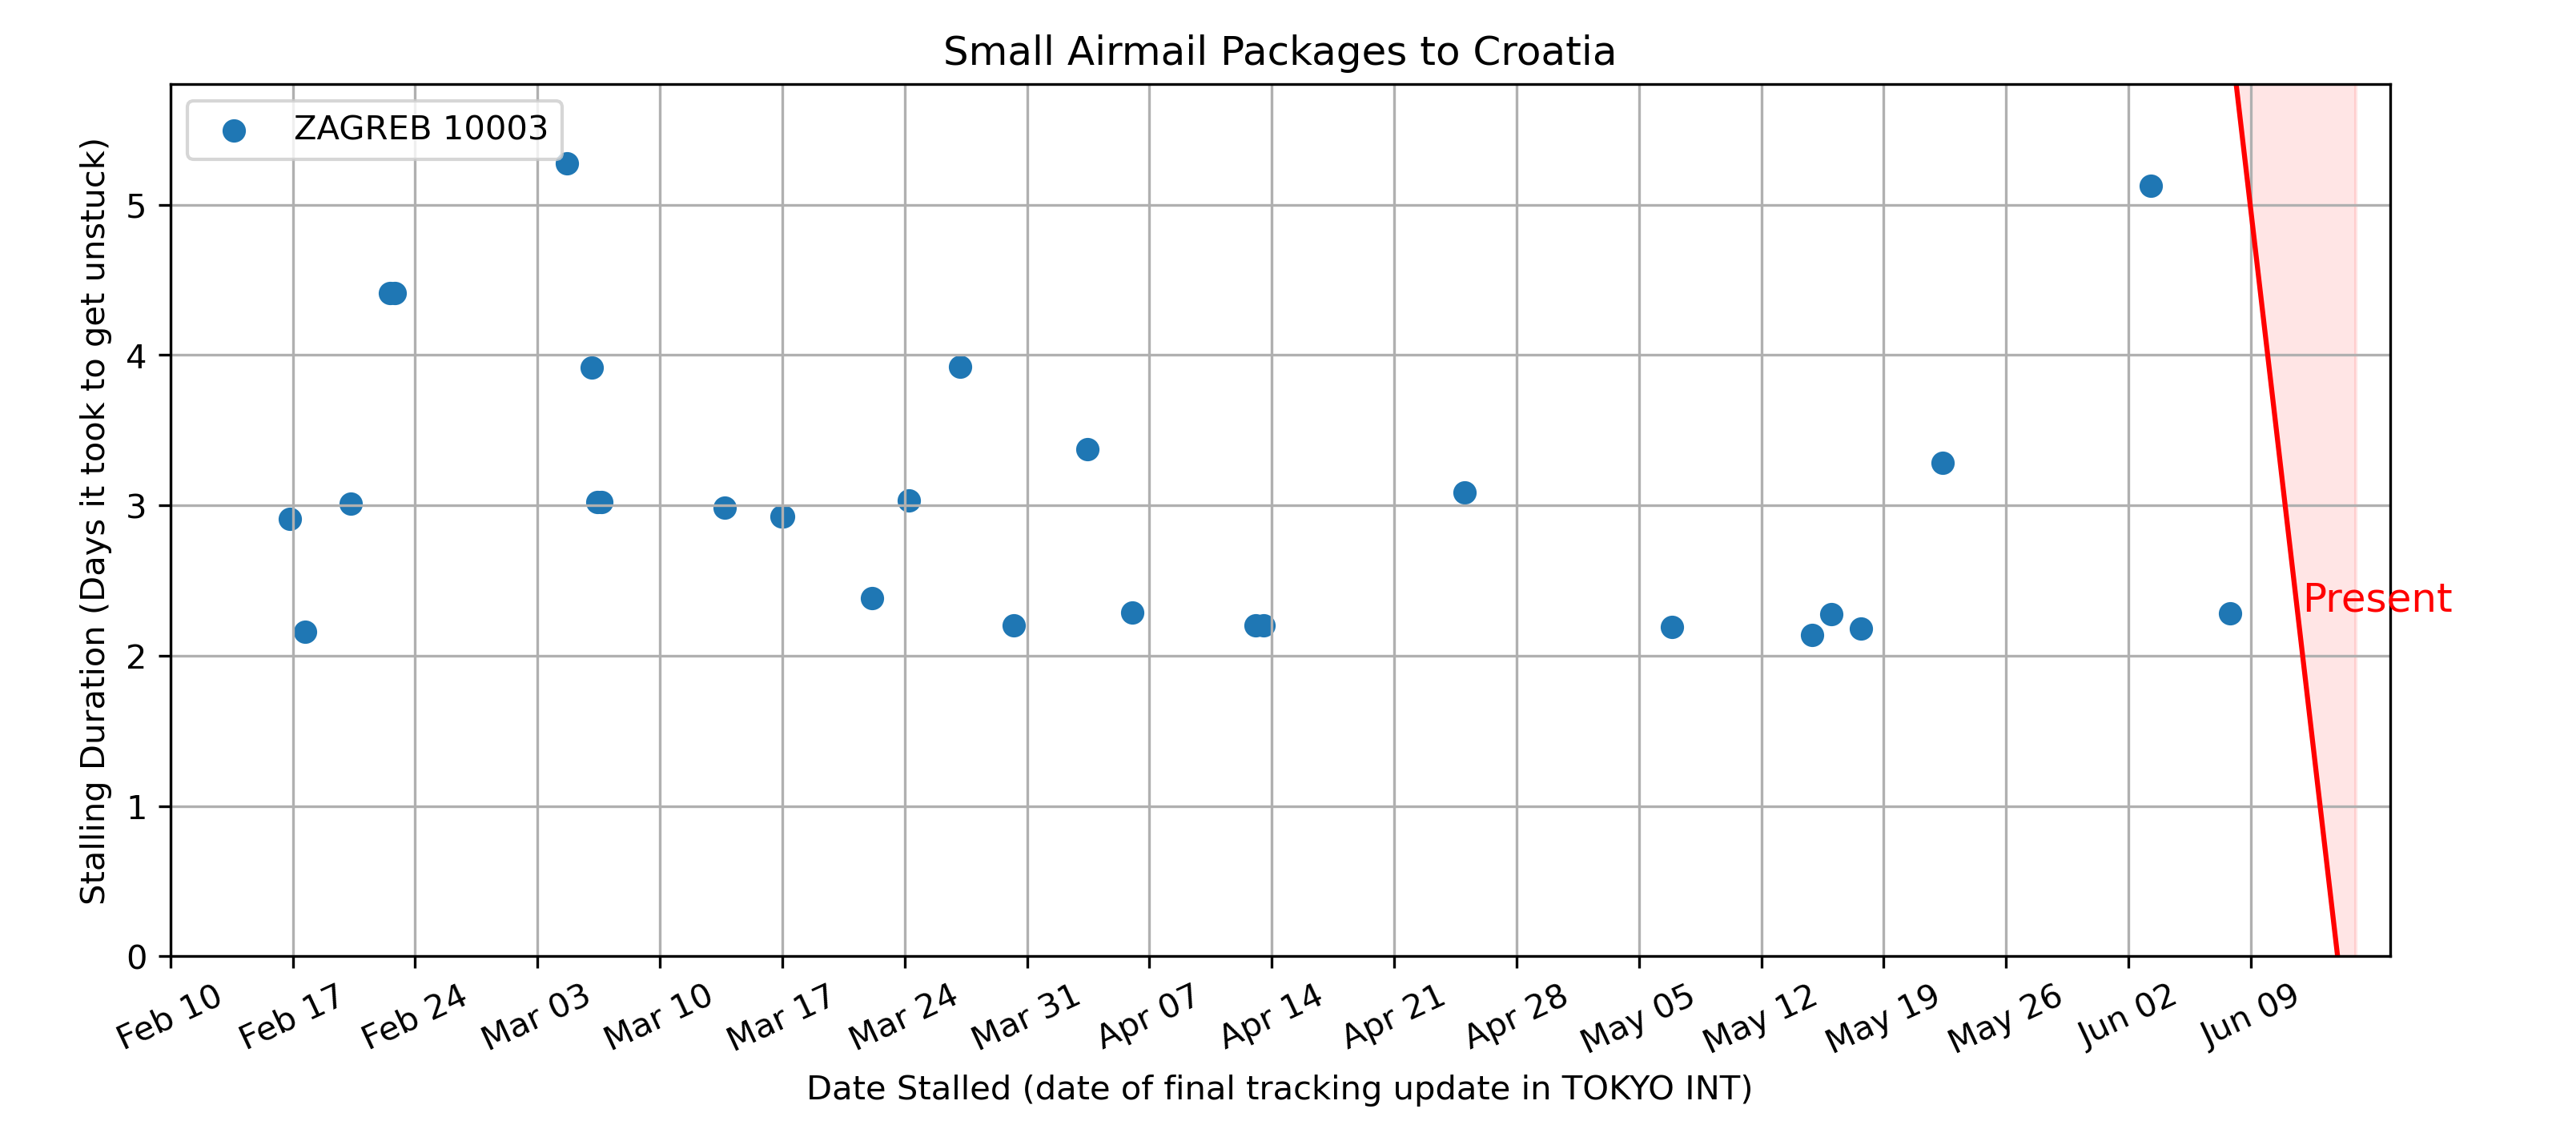 Small Airmail Packages to Croatia
ZAGREB 10003
Stalling Duration (Days it took to get unstuck)
5
4
3
2
1
0
Present
Feb 10
Feb 17
Feb 24
Mar 03
Mar 10
Mar 17
Mar 24
Mar 31
Apr 07
Apr 14
Apr 21
Apr 28
May 05
May 12
May 19
May 26
Jun 02
Jun 09
Date Stalled (date of final tracking update in TOKYO INT)